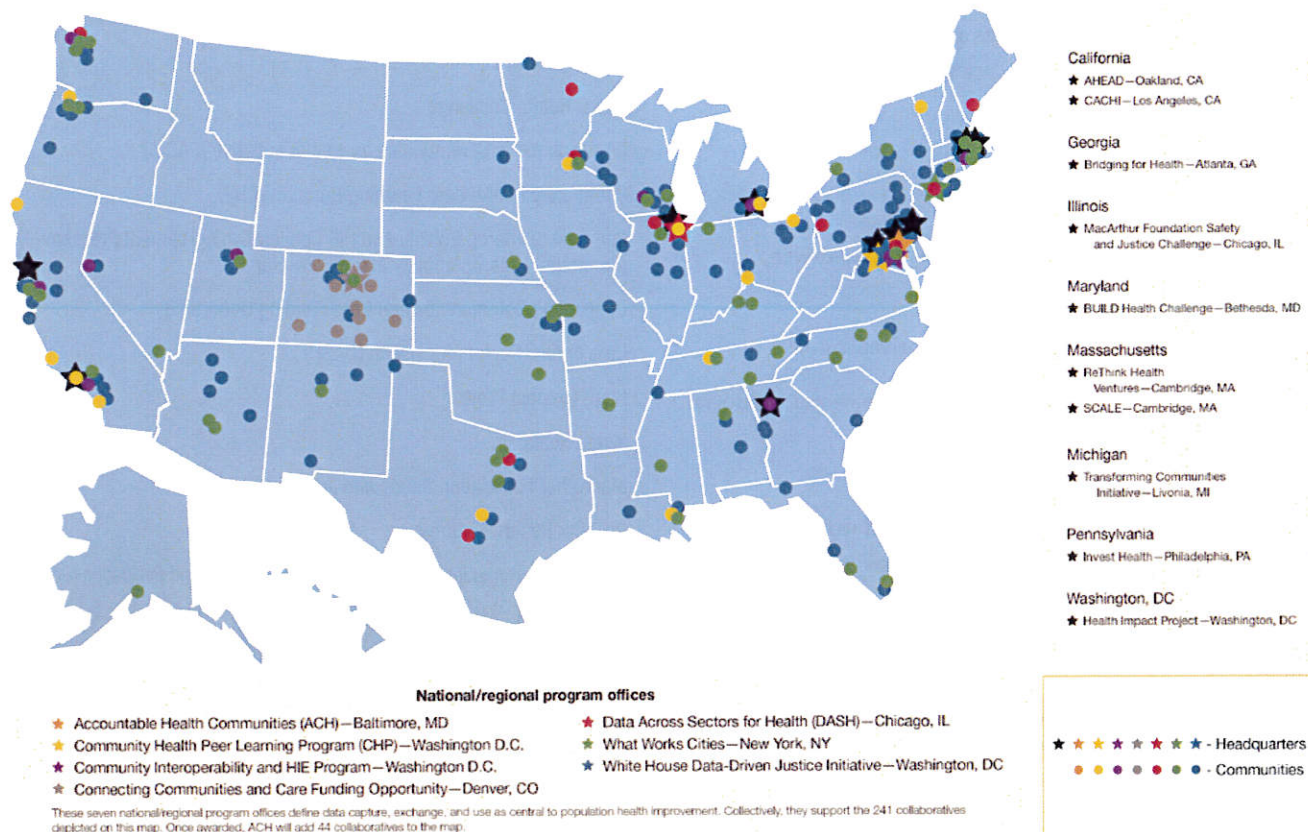 California
★ AHEAD—Oakland, CA
★ CACHI—Los Angeles, CA
Georgia
★ Bridging for Health—Atlanta, GA
Illinois
★ MacArthur Foundation Safety
and Justice Challenge—Chicago, IL
Maryland
★ BUILD Health Challenge—Bethesda, MD
Massachusetts
★ ReThink Health
Ventures—Cambridge, MA
★ SCALE—Cambridge, MA
Michigan
★ Transforming Communities
Initiative—Livonia, MI
Pennsylvania
★ Invest Health—Philadelphia, PA
Washington, DC
★ Health Impact Project—Washington, DC
National/regional program offices
★ Accountable Health Communities (ACH)—Baltimore, MD
★ Community Health Peer Learning Program (CHP)—Washington D.C.
★ Community Interoperability and HIE Program—Washington D.C.
★ Connecting Communities and Care Funding Opportunity—Denver, CO
★ Data Across Sectors for Health (DASH)—Chicago, IL
★ What Works Cities—New York, NY
★ White House Data-Driven Justice Initiative—Washington, DC
These seven national/regional program offices define data capture, exchange, and use as central to population health improvement. Collectively, they support the 241 collaboratives
depicted on this map. Once awarded, ACH will add 44 collaboratives to the map.
- Headquarters
- Communities